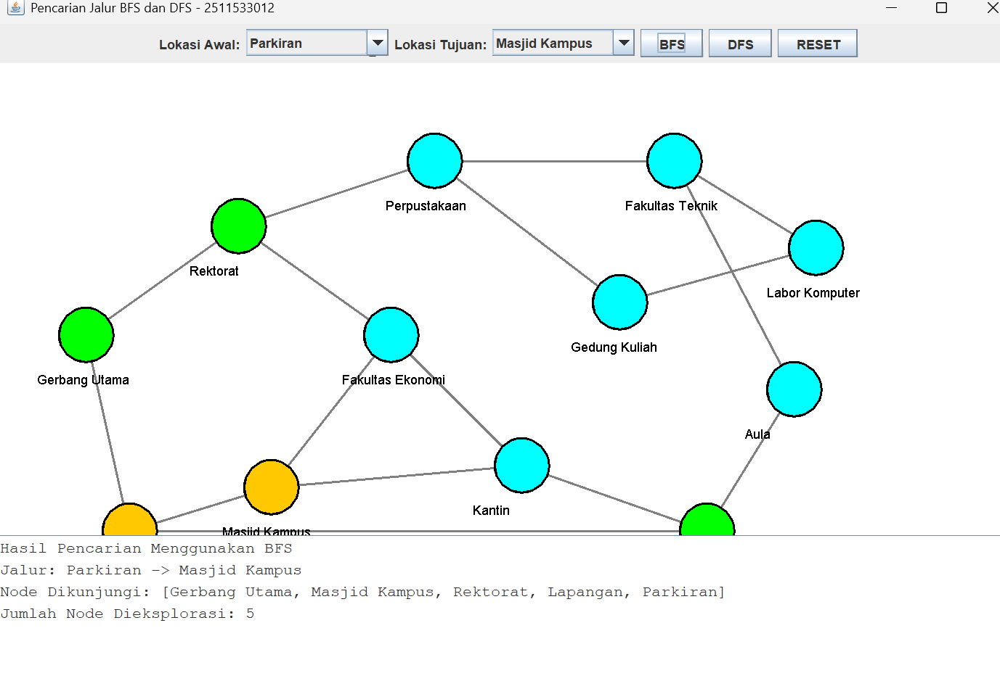 Pencarian Jalur BFS dan DFS - 2511533012
Lokasi Awal: Parkiran Lokasi Tujuan: Masjid Kampus BFS DFS RESET
Perpustakaan
Fakultas Teknik
Rektorat
Labor Komputer
Gedung Kuliah
Gerbang Utama
Fakultas Ekonomi
Aula
Kantin
Masjid Kampus
Hasil Pencarian Menggunakan BFS
Jalur: Parkiran -> Masjid Kampus
Node Dikunjungi: [Gerbang Utama, Masjid Kampus, Rektorat, Lapangan, Parkiran]
Jumlah Node Dieksplorasi: 5